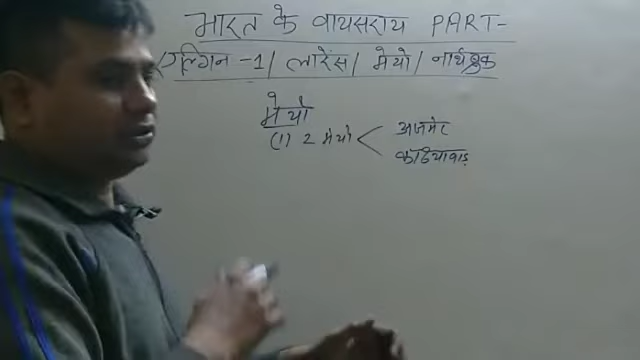 भारत के वायसराय PART-
एल्गिन -1 / लारेंस / मेयो / नार्थब्रुक
मेयो
(1) 2 मेयो < अजमेर
काठियावाड़